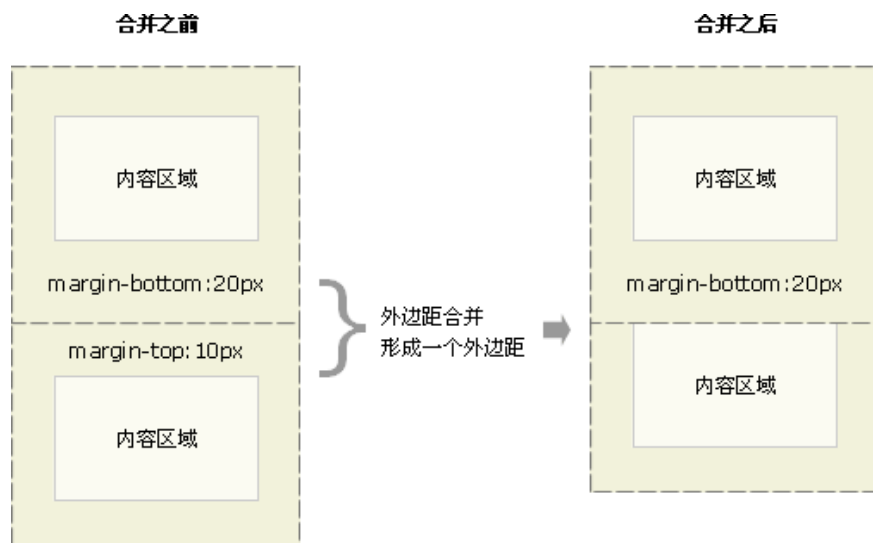 合并之前
合并之后
内容区域
margin-bottom:20px
margin-top:10px
内容区域
外边距合并
形成一个外边距
内容区域
margin-bottom:20px
内容区域